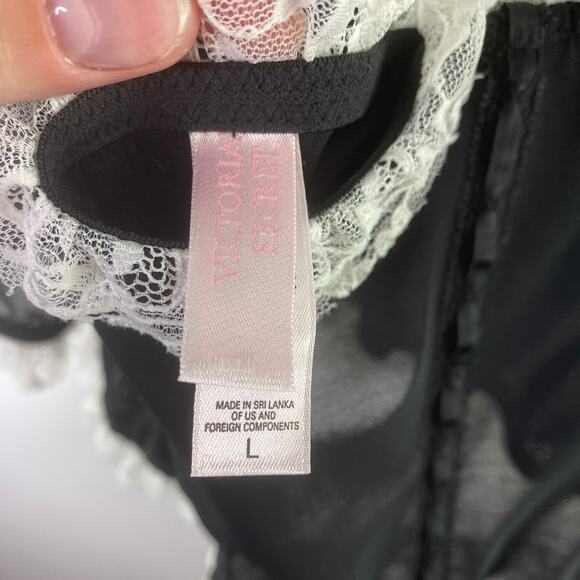 VICTORIA'S
SECRET
MADE IN SRI LANKA
OF US AND
FOREIGN COMPONENTS
L